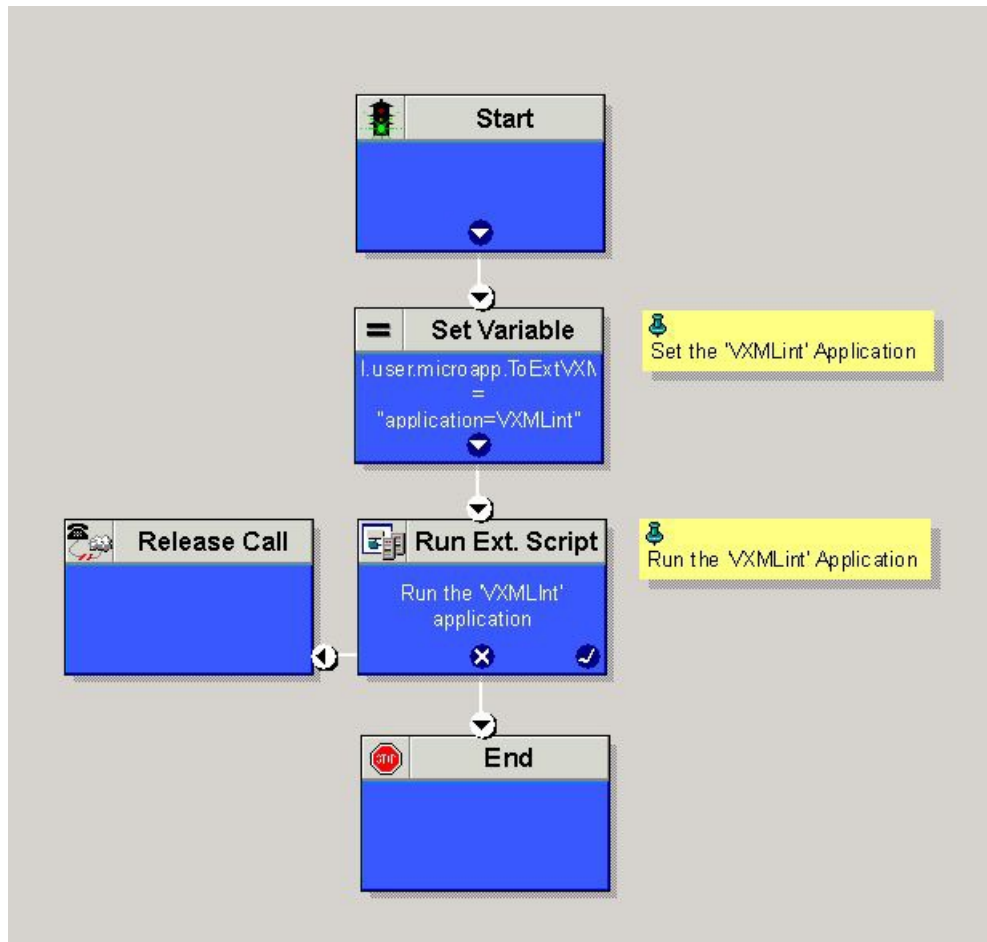 Start
Set Variable
l.user.microapp.ToExtVXM
=
"application=VXMLint"
Set the 'VXMLint' Application
Release Call
Run Ext. Script
Run the 'VXMLInt'
application
Run the 'VXMLint' Application
STOP
End